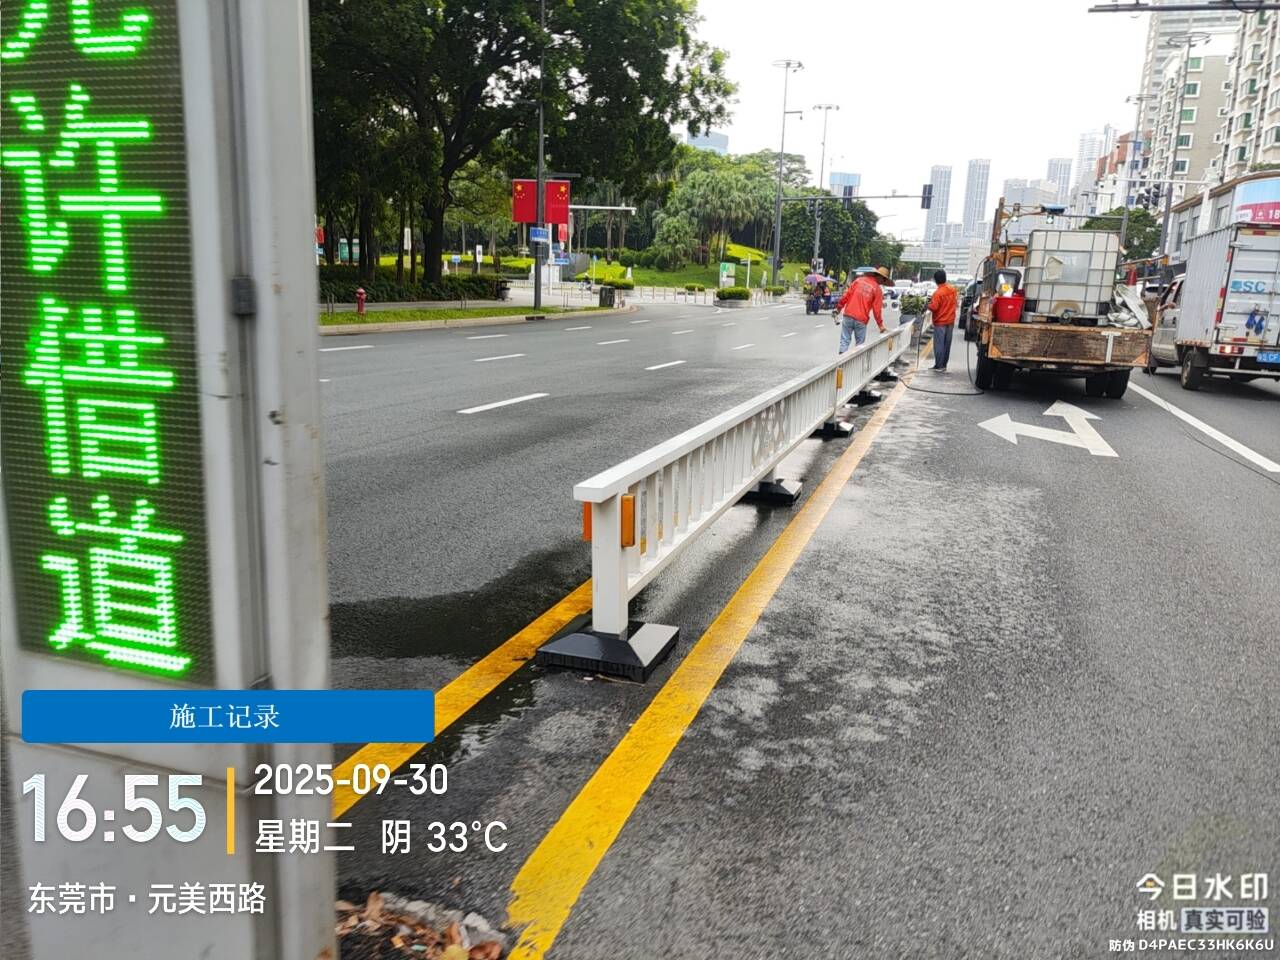 允
许
借
道
施工记录
16:55
2025-09-30
星期二 阴 33°C
东莞市·元美西路
今日水印
相机 真实可验
防伪 D4PAEC33HK6K6U